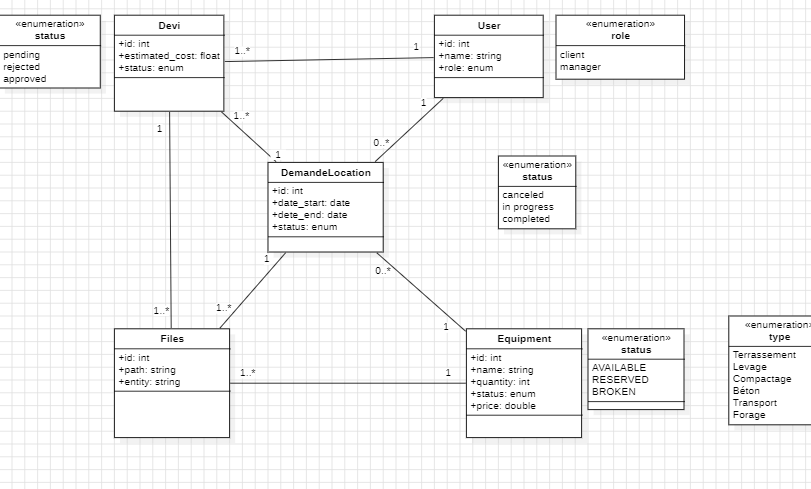 «enumeration»
status
pending
rejected
approved
Devi
+id: int
+estimated_cost: float
+status: enum
User
+id: int
+name: string
+role: enum
«enumeration»
role
client
manager
1..*
1
1
1..*
1
1
0..*
DemandeLocation
+id: int
+date_start: date
+dete_end: date
+status: enum
«enumeration»
status
canceled
in progress
completed
1
0..*
1..*
1..*
1
Files
+id: int
+path: string
+entity: string
1..*
1
Equipment
+id: int
+name: string
+quantity: int
+status: enum
+price: double
«enumeration»
status
AVAILABLE
RESERVED
BROKEN
«enumeration»
type
Terrassement
Levage
Compactage
Béton
Transport
Forage